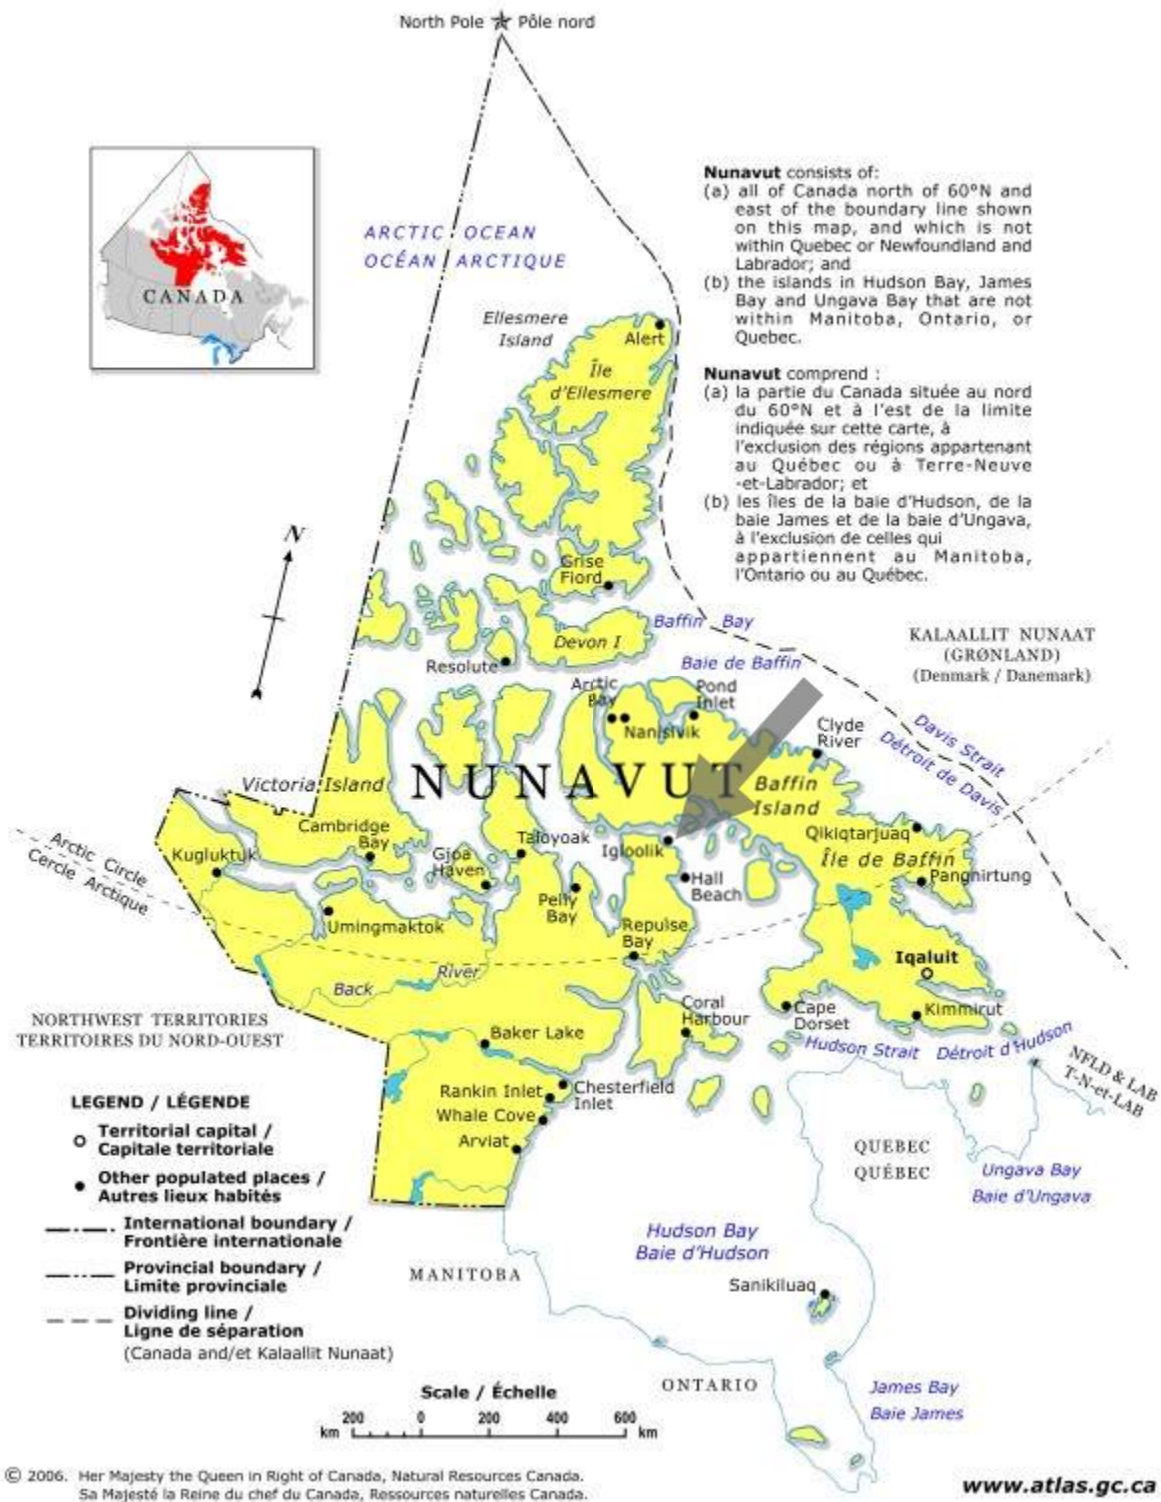 North Pole Pôle nord
CANADA
ARCTIC OCEAN
OCÉAN ARCTIQUE
Nunavut consists of:
(a) all of Canada north of 60°N and
east of the boundary line shown
on this map, and which is not
within Quebec or Newfoundland and
Labrador; and
(b) the islands in Hudson Bay, James
Bay and Ungava Bay that are not
within Manitoba, Ontario, or
Quebec.
Nunavut comprend :
(a) la partie du Canada située au nord
du 60°N et à l'est de la limite
indiquée sur cette carte, à
l'exclusion des régions appartenant
au Québec ou à Terre-Neuve
-et-Labrador; et
(b) les îles de la baie d'Hudson, de la
baie James et de la baie d'Ungava,
à l'exclusion de celles qui
appartiennent au Manitoba,
l'Ontario ou au Québec.
Ellesmere
Island
Alert
Île
d'Ellesmere
N
Grise
Fiord
Devon I
Baffin Bay
Baie de Baffin
KALAALLIT NUNAAT
(GRØNLAND)
(Denmark / Danemark)
Resolute
Arctic
Bay
Pond
Inlet
Nanisivik
Clyde
River
Davis Strait
Détroit de Davis
NUNAVUT
Victoria Island
Baffin
Island
Cambridge
Bay
Taloyoak
Igloolik
Qikiqtarjuaq
Île de Baffin
Arctic Circle
Cercle Arctique
Kugluktuk
Gjoa
Haven
Hall
Beach
Pangnirtung
Pelly
Bay
Umingmaktok
Repulse
Bay
Iqaluit
Back River
Coral
Harbour
Cape
Dorset
Kimmirut
NORTHWEST TERRITORIES
TERRITOIRES DU NORD-OUEST
Baker Lake
Hudson Strait Détroit d'Hudson
NFLD & LAB
T-N-et-LAB
Rankin Inlet
Chesterfield
Inlet
Whale Cove
Arviat
LEGEND / LÉGENDE
Territorial capital /
Capitale territoriale
Other populated places /
Autres lieux habités
International boundary /
Frontière internationale
Provincial boundary /
Limite provinciale
Dividing line /
Ligne de séparation
(Canada and/et Kalaallit Nunaat)
QUEBEC
QUÉBEC
Ungava Bay
Baie d'Ungava
Hudson Bay
Baie d'Hudson
MANITOBA
Sanikiluaq
ONTARIO
James Bay
Baie James
Scale / Échelle
km 200 0 200 400 600 km
© 2006. Her Majesty the Queen in Right of Canada, Natural Resources Canada.
Sa Majesté la Reine du chef du Canada, Ressources naturelles Canada.
www.atlas.gc.ca